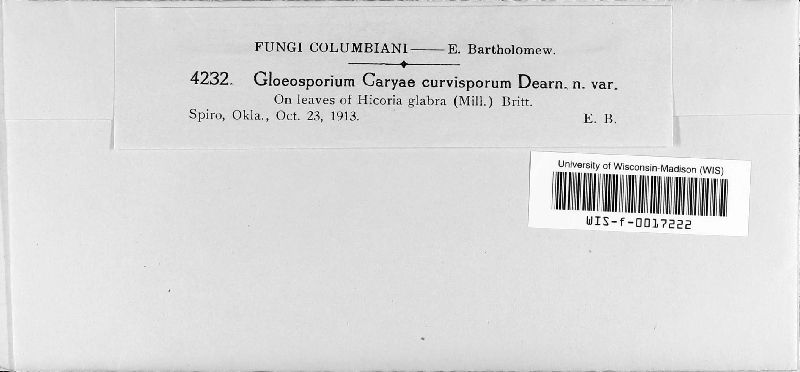 FUNGI COLUMBIANI—— E. Bartholomew.
4232. Gloeosporium Caryae curvisporum Dearn. n. var.
On leaves of Hicoria glabra (Mill.) Britt.
Spiro, Okla., Oct. 23, 1913. E. B.
University of Wisconsin-Madison (WIS)
WIS-f-0017222